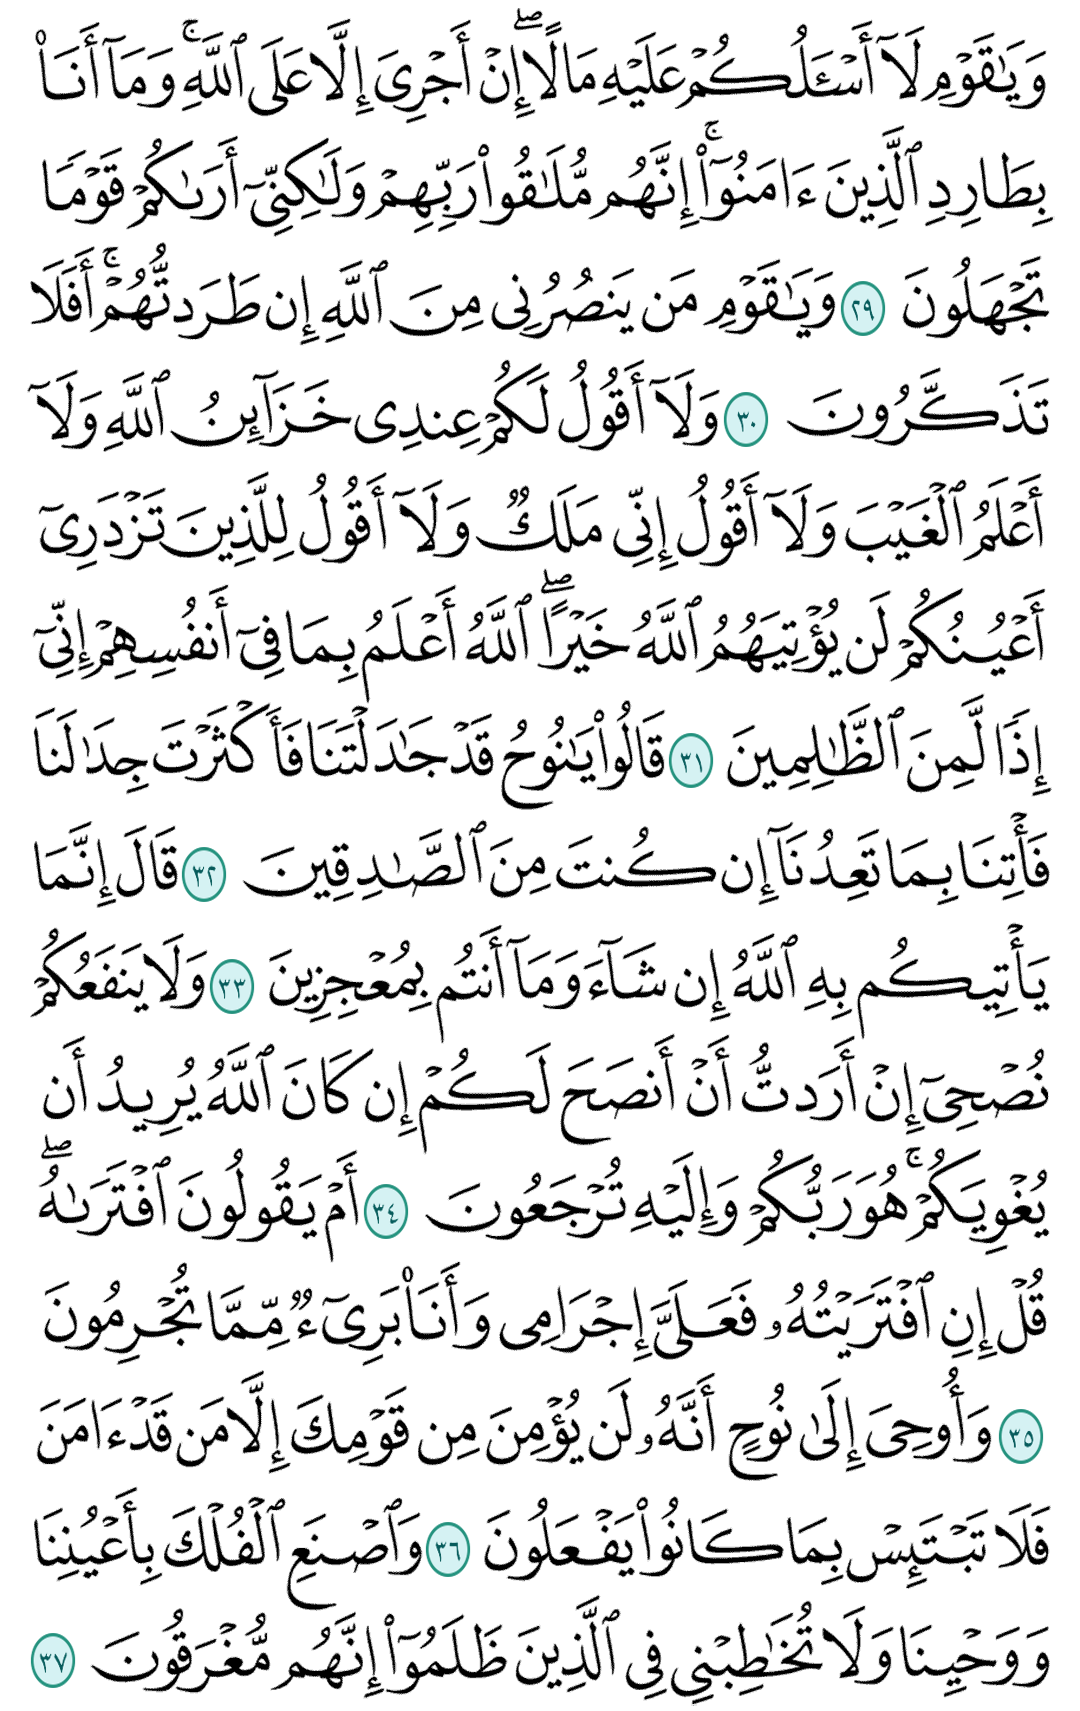 وَيَـٰقَوْمِ لَآ أَسْـَٔلُكُمْ عَلَيْهِ مَالًا ۖ إِنْ أَجْرِىَ إِلَّا عَلَى ٱللَّهِ ۚ وَمَآ أَنَا۠
بِطَارِدِ ٱلَّذِينَ ءَامَنُوٓا۟ ۚ إِنَّهُم مُّلَـٰقُوا۟ رَبِّهِمْ وَلَـٰكِنِّىٓ أَرَىٰكُمْ قَوْمًا
تَجْهَلُونَ ٢٩ وَيَـٰقَوْمِ مَن يَنصُرُنِى مِنَ ٱللَّهِ إِن طَرَدتُّهُمْ ۚ أَفَلَا
تَذَكَّرُونَ ٣٠ وَلَآ أَقُولُ لَكُمْ عِندِى خَزَآئِنُ ٱللَّهِ وَلَآ
أَعْلَمُ ٱلْغَيْبَ وَلَآ أَقُولُ إِنِّى مَلَكٌ وَلَآ أَقُولُ لِلَّذِينَ تَزْدَرِىٓ
أَعْيُنُكُمْ لَن يُؤْتِيَهُمُ ٱللَّهُ خَيْرًا ۖ ٱللَّهُ أَعْلَمُ بِمَا فِىٓ أَنفُسِهِمْ إِنِّىٓ
إِذًا لَّمِنَ ٱلظَّـٰلِمِينَ ٣١ قَالُوا۟ يَـٰنُوحُ قَدْ جَـٰدَلْتَنَا فَأَكْثَرْتَ جِدَٰلَنَا
فَأْتِنَا بِمَا تَعِدُنَآ إِن كُنتَ مِنَ ٱلصَّـٰدِقِينَ ٣٢ قَالَ إِنَّمَا
يَأْتِيكُم بِهِ ٱللَّهُ إِن شَآءَ وَمَآ أَنتُم بِمُعْجِزِينَ ٣٣ وَلَا يَنفَعُكُمْ
نُصْحِىٓ إِنْ أَرَدتُّ أَنْ أَنصَحَ لَكُمْ إِن كَانَ ٱللَّهُ يُرِيدُ أَن
يُغْوِيَكُمْ ۚ هُوَ رَبُّكُمْ وَإِلَيْهِ تُرْجَعُونَ ٣٤ أَمْ يَقُولُونَ ٱفْتَرَىٰهُ ۖ
قُلْ إِنِ ٱفْتَرَيْتُهُۥ فَعَلَىَّ إِجْرَامِى وَأَنَا۠ بَرِىٓءٌ مِّمَّا تُجْرِمُونَ
٣٥ وَأُوحِىَ إِلَىٰ نُوحٍ أَنَّهُۥ لَن يُؤْمِنَ مِن قَوْمِكَ إِلَّا مَن قَدْ ءَامَنَ
فَلَا تَبْتَئِسْ بِمَا كَانُوا۟ يَفْعَلُونَ ٣٦ وَٱصْنَعِ ٱلْفُلْكَ بِأَعْيُنِنَا
وَوَحْيِنَا وَلَا تُخَـٰطِبْنِى فِى ٱلَّذِينَ ظَلَمُوٓا۟ إِنَّهُم مُّغْرَقُونَ ٣٧